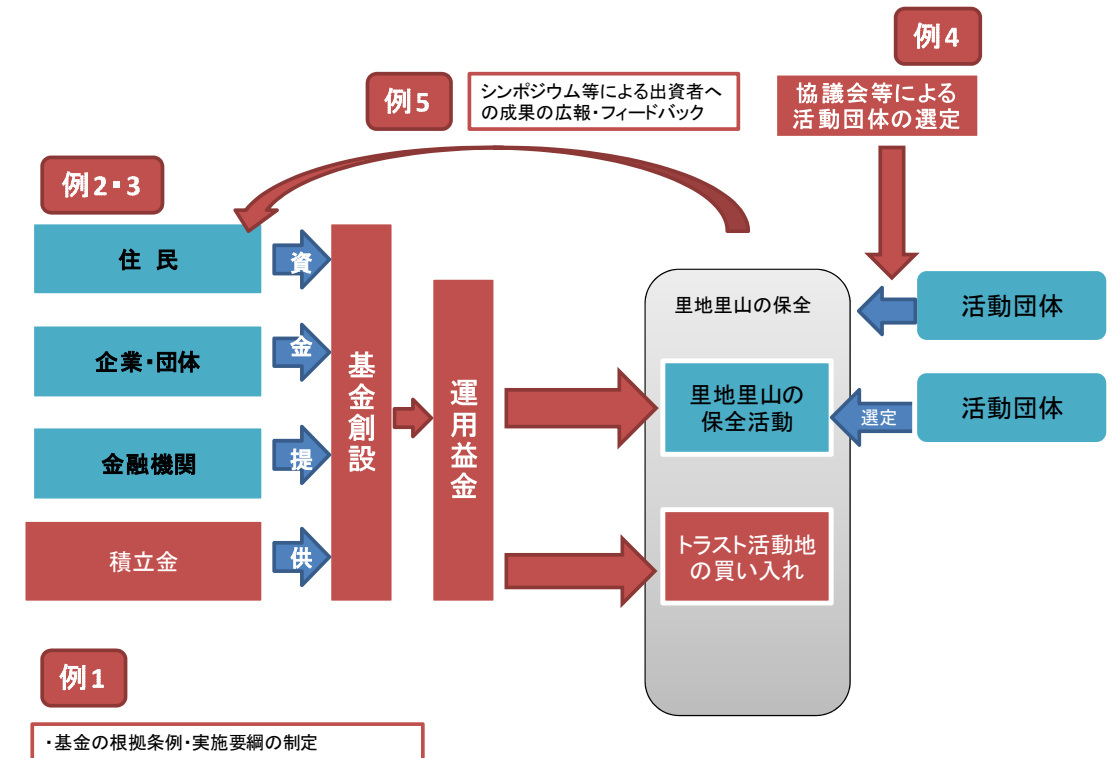 例4
例5
シンポジウム等による出資者へ
の成果の広報・フィードバック
協議会等による
活動団体の選定
例2・3
住 民
資
企業・団体
金
金融機関
提
積立金
供
基金創設
運用益金
里地里山の保全
里地里山の
保全活動
トラスト活動地
の買い入れ
活動団体
選定
活動団体
例1
・基金の根拠条例・実施要綱の制定